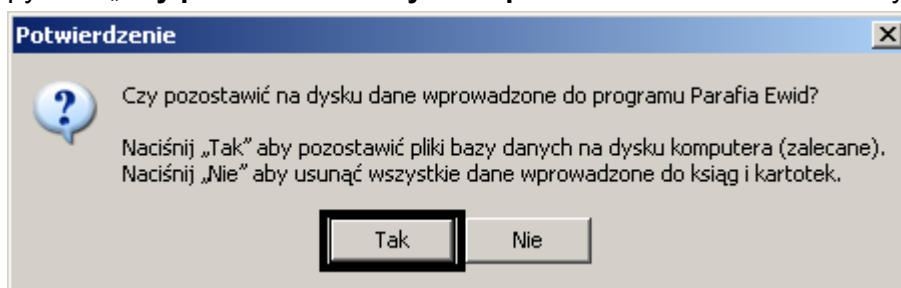 Potwierdzenie
Czy pozostawić na dysku dane wprowadzone do programu Parafia Ewid?
Naciśnij „Tak” aby pozostawić pliki bazy danych na dysku komputera (zalecane).
Naciśnij „Nie” aby usunąć wszystkie dane wprowadzone do ksiąg i kartotek.
Tak
Nie